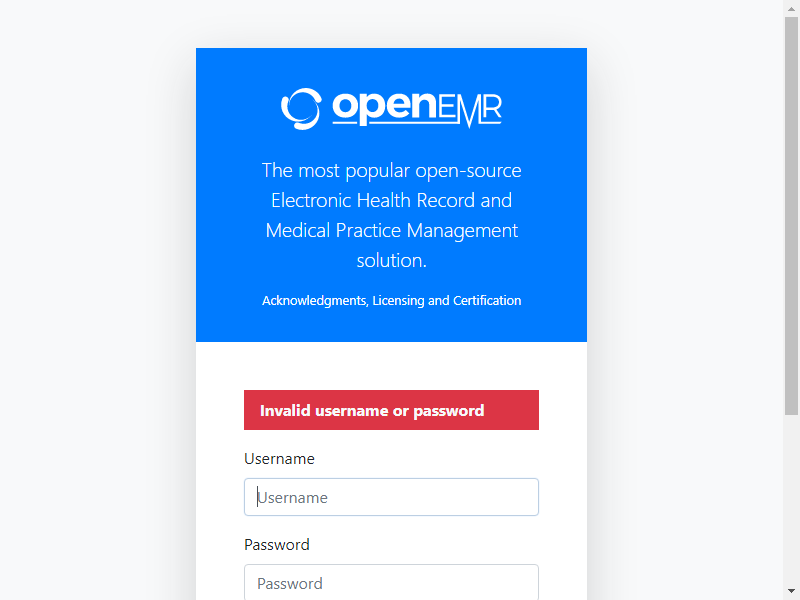 openEMR
The most popular open-source
Electronic Health Record and
Medical Practice Management
solution.
Acknowledgments, Licensing and Certification
Invalid username or password
Username
Username
Password
Password